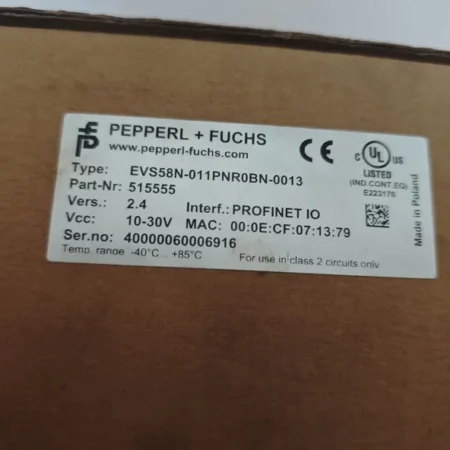 PEPPERL + FUCHS
www.pepperl-fuchs.com
CE
c UL US
LISTED
(IND.CONT.EQ)
E223176
Type: EVS58N-011PNR0BN-0013
Part-Nr: 515555
Vers.: 2.4 Interf.: PROFINET IO
Vcc: 10-30V MAC: 00:0E:CF:07:13:79
Ser.no: 40000060006916
Temp. range -40°C .. +85°C For use in class 2 circuits only
Made in Poland